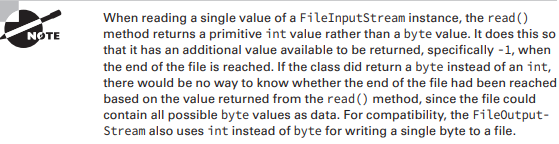 NOTE
When reading a single value of a FileInputStream instance, the read()
method returns a primitive int value rather than a byte value. It does this so
that it has an additional value available to be returned, specifically -1, when
the end of the file is reached. If the class did return a byte instead of an int,
there would be no way to know whether the end of the file had been reached
based on the value returned from the read() method, since the file could
contain all possible byte values as data. For compatibility, the FileOutput-
Stream also uses int instead of byte for writing a single byte to a file.